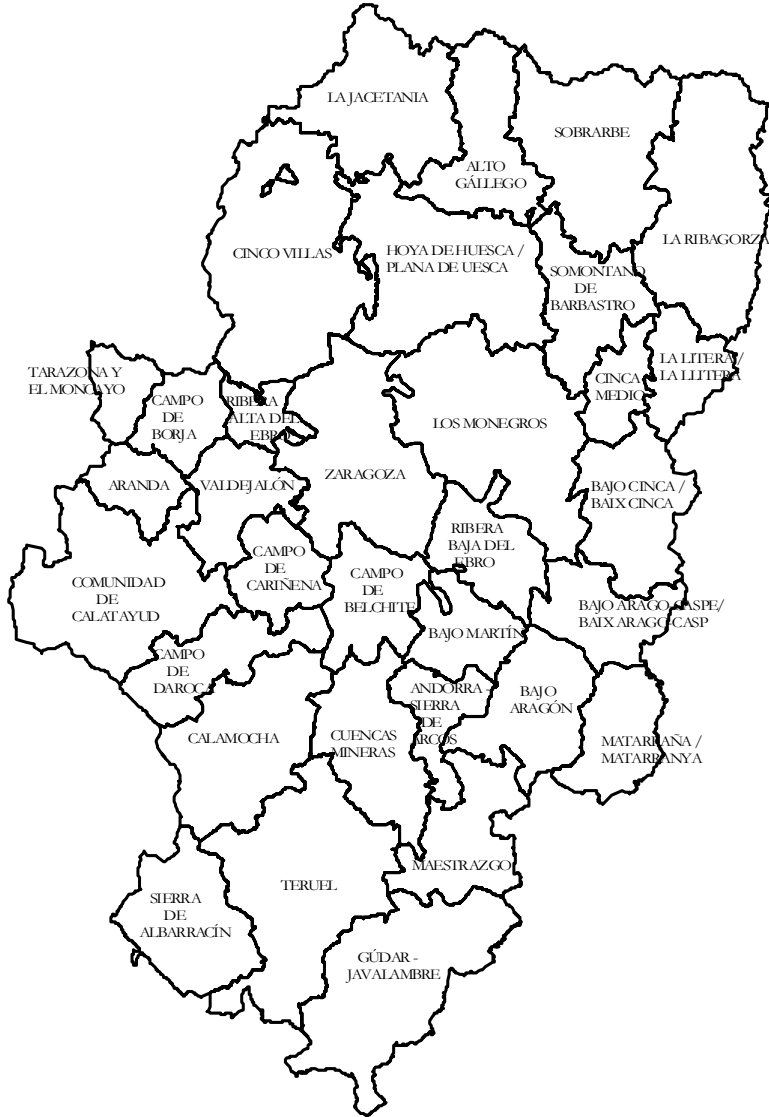 LA JACETANIA
SOBRARBE
ALTO
GÁLLEGO
LA RIBAGORZA
CINCO VILLAS
HOYA DE HUESCA /
PLANA DE UESCA
SOMONTANO
DE
BARBASTRO
TARAZONA Y
EL MONCAYO
CAMPO
DE
BORJA
RIBERA
ALTA DEL
EBRO
LOS MONEGROS
CINCA
MEDIO
LA LITERA /
LA LLITERA
ARANDA
VALDEJALÓN
ZARAGOZA
BAJO CINCA /
BAIX CINCA
RIBERA
BAJA DEL
EBRO
COMUNIDAD
DE
CALATAYUD
CAMPO
DE
CARIÑENA
CAMPO
DE
BELCHITE
BAJO ARAGO-CASPE/
BAIX ARAGO-CASP
BAJO MARTÍN
CAMPO
DE
DAROCA
ANDORRA -
SIERRA
DE
ARCOS
BAJO
ARAGÓN
CALAMOCHA
CUENCAS
MINERAS
MATARRAÑA /
MATARRANYA
MAESTRAZGO
TERUEL
SIERRA
DE
ALBARRACÍN
GÚDAR -
JAVALAMBRE